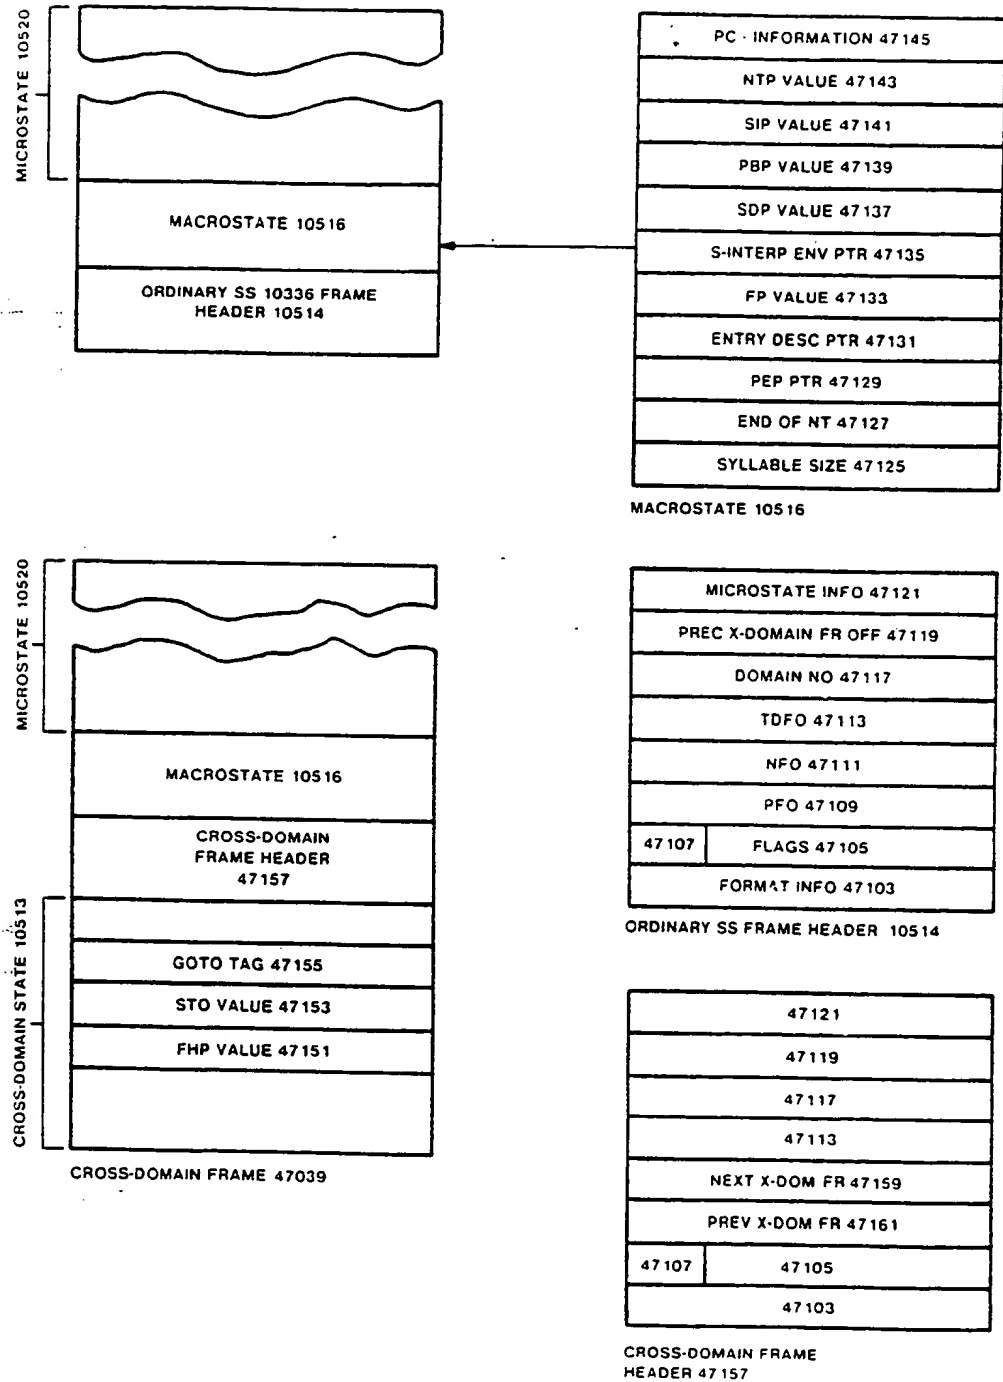 MICROSTATE 10520
MACROSTATE 10516
ORDINARY SS 10336 FRAME
HEADER 10514
PC - INFORMATION 47145
NTP VALUE 47143
SIP VALUE 47141
PBP VALUE 47139
SDP VALUE 47137
S-INTERP ENV PTR 47135
FP VALUE 47133
ENTRY DESC PTR 47131
PEP PTR 47129
END OF NT 47127
SYLLABLE SIZE 47125
MACROSTATE 10516
MICROSTATE 10520
MACROSTATE 10516
CROSS-DOMAIN
FRAME HEADER
47157
CROSS-DOMAIN STATE 10513
GOTO TAG 47155
STO VALUE 47153
FHP VALUE 47151
CROSS-DOMAIN FRAME 47039
MICROSTATE INFO 47121
PREC X-DOMAIN FR OFF 47119
DOMAIN NO 47117
TDFO 47113
NFO 47111
PFO 47109
47107 FLAGS 47105
FORMAT INFO 47103
ORDINARY SS FRAME HEADER 10514
47121
47119
47117
47113
NEXT X-DOM FR 47159
PREV X-DOM FR 47161
47107 47105
47103
CROSS-DOMAIN FRAME
HEADER 47157